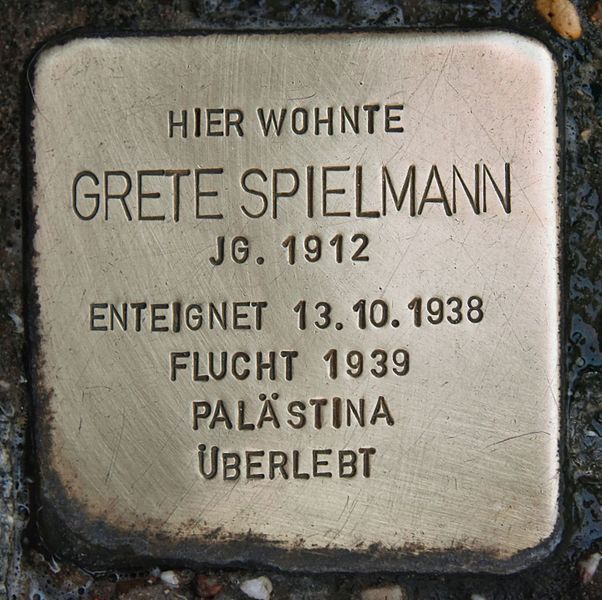 HIER WOHNTE
GRETE SPIELMANN
JG. 1912
ENTEIGNET 13.10.1938
FLUCHT 1939
PALÄSTINA
ÜBERLEBT